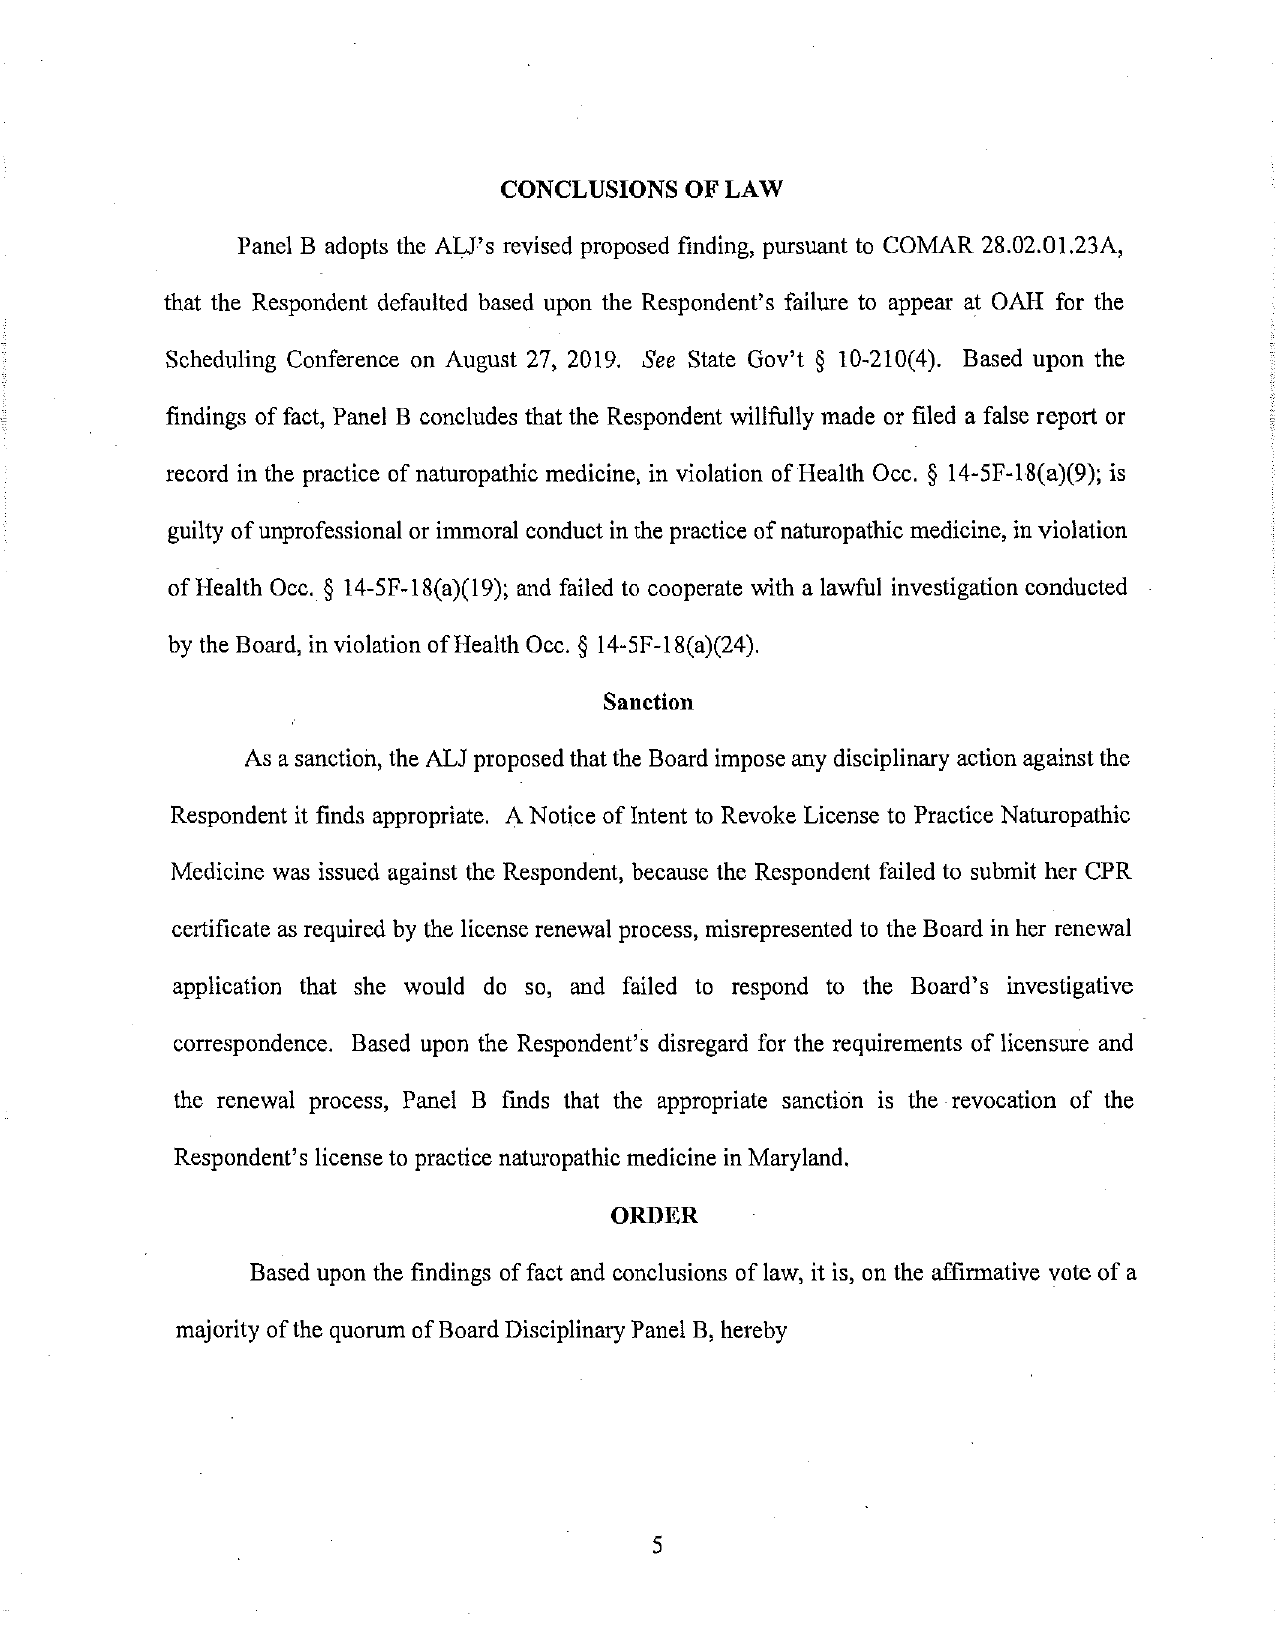 CONCLUSIONS OF LAW
Panel B adopts the ALJ's revised proposed finding, pursuant to COMAR 28.02.01.23A,
that the Respondent defaulted based upon the Respondent's failure to appear at OAH for the
Scheduling Conference on August 27, 2019. See State Gov't § 10-210(4). Based upon the
findings of fact, Panel B concludes that the Respondent willfully made or filed a false report or
record in the practice of naturopathic medicine, in violation of Health Occ. § 14-5F-18(a)(9); is
guilty of unprofessional or immoral conduct in the practice of naturopathic medicine, in violation
of Health Occ. § 14-5F-18(a)(19); and failed to cooperate with a lawful investigation conducted
by the Board, in violation of Health Occ. § 14-5F-18(a)(24).
Sanction
As a sanction, the ALJ proposed that the Board impose any disciplinary action against the
Respondent it finds appropriate. A Notice of Intent to Revoke License to Practice Naturopathic
Medicine was issued against the Respondent, because the Respondent failed to submit her CPR
certificate as required by the license renewal process, misrepresented to the Board in her renewal
application that she would do so, and failed to respond to the Board's investigative
correspondence. Based upon the Respondent's disregard for the requirements of licensure and
the renewal process, Panel B finds that the appropriate sanction is the revocation of the
Respondent's license to practice naturopathic medicine in Maryland.
ORDER
Based upon the findings of fact and conclusions of law, it is, on the affirmative vote of a
majority of the quorum of Board Disciplinary Panel B, hereby
5